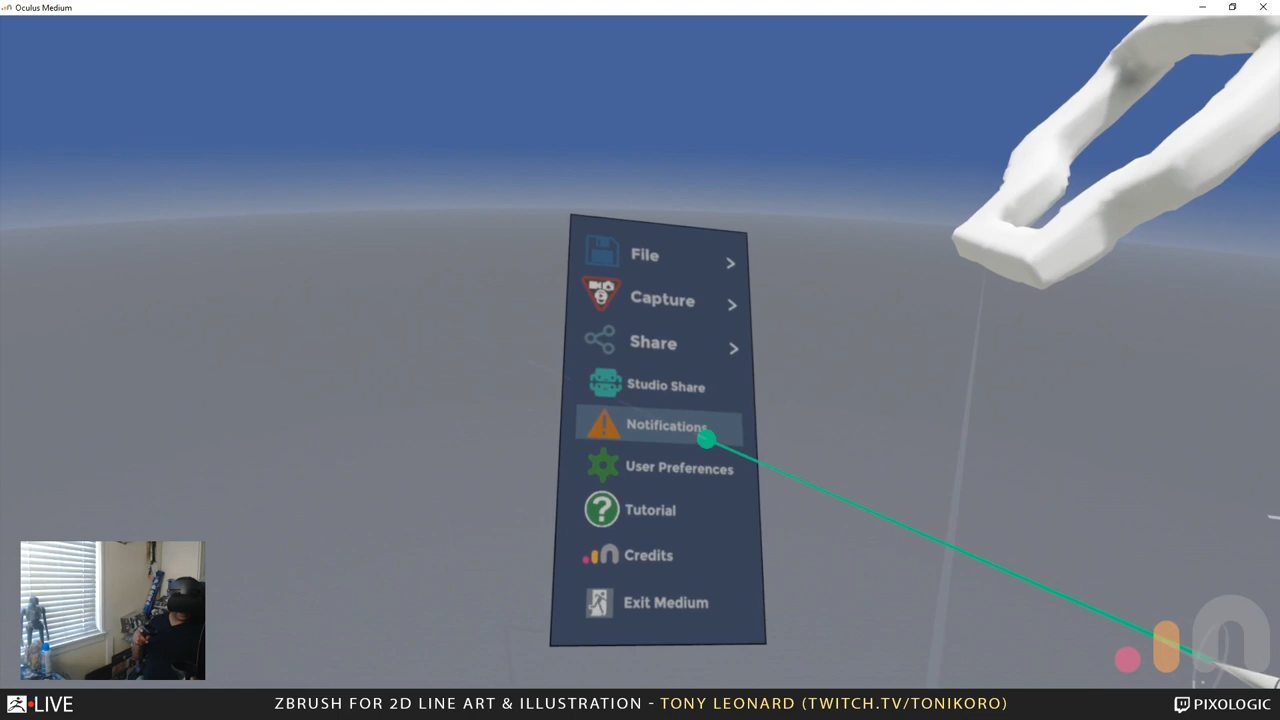 Oculus Medium
File
Capture
Share
Studio Share
Notifications
User Preferences
Tutorial
Credits
Exit Medium
LIVE
ZBRUSH FOR 2D LINE ART & ILLUSTRATION - TONY LEONARD (TWITCH.TV/TONIKORO)
PIXOLOGIC